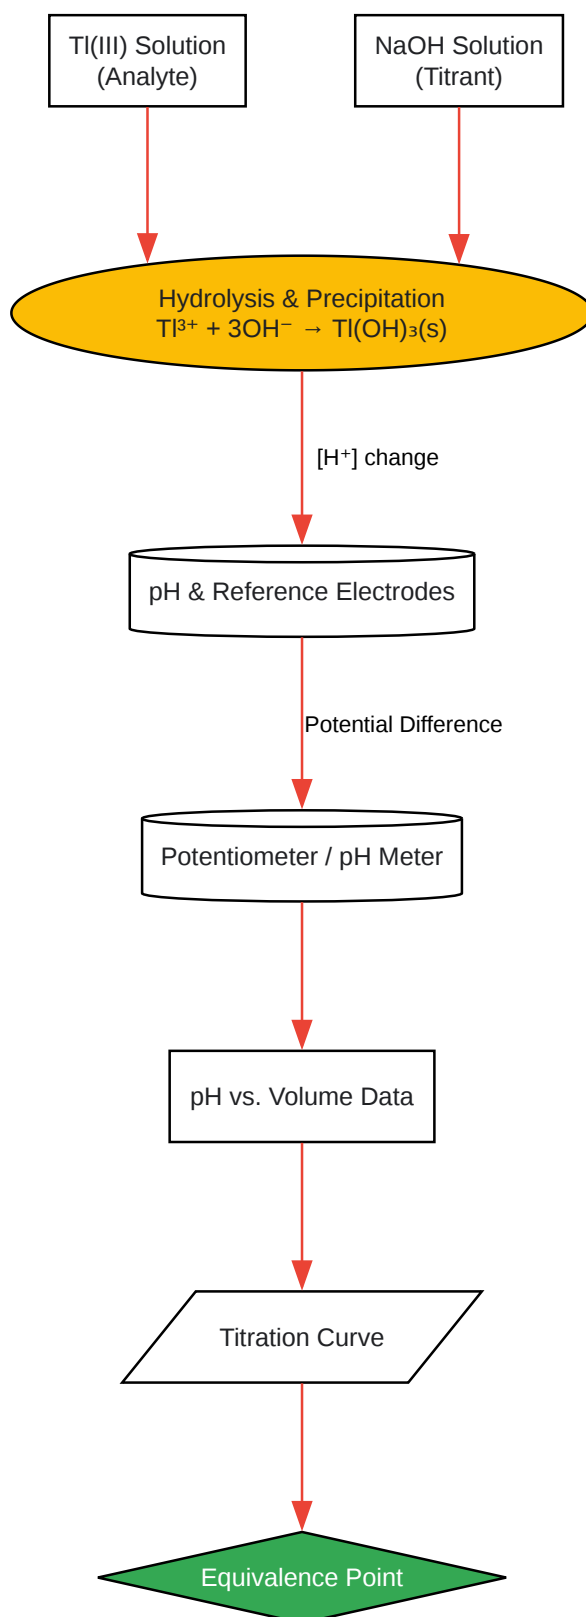 Tl(III) Solution
(Analyte)
NaOH Solution
(Titrant)
Hydrolysis & Precipitation
Tl³⁺ + 3OH⁻ → Tl(OH)₃(s)
[H⁺] change
pH & Reference Electrodes
Potential Difference
Potentiometer / pH Meter
pH vs. Volume Data
Titration Curve
Equivalence Point